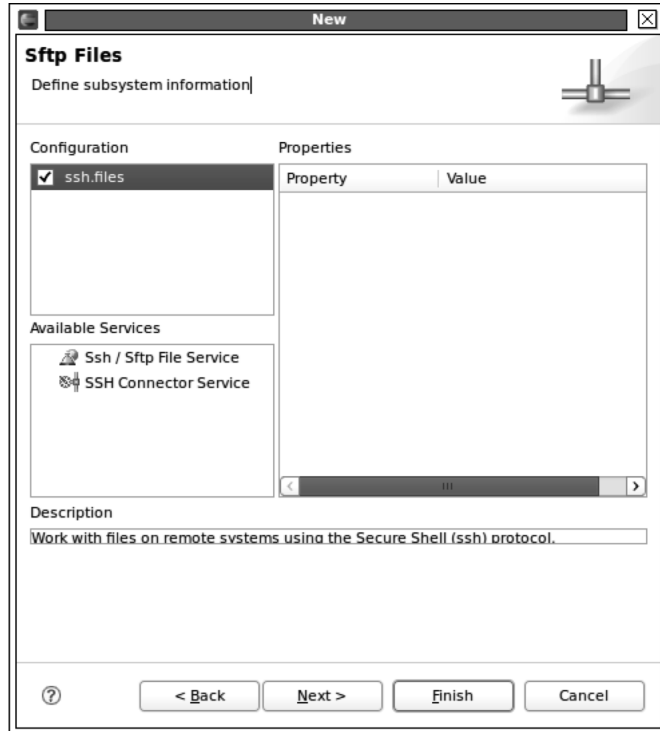 New
Sftp Files
Define subsystem information
Configuration
Properties
ssh.files
Property Value
Available Services
Ssh / Sftp File Service
SSH Connector Service
Description
Work with files on remote systems using the Secure Shell (ssh) protocol.
< Back Next > Finish Cancel